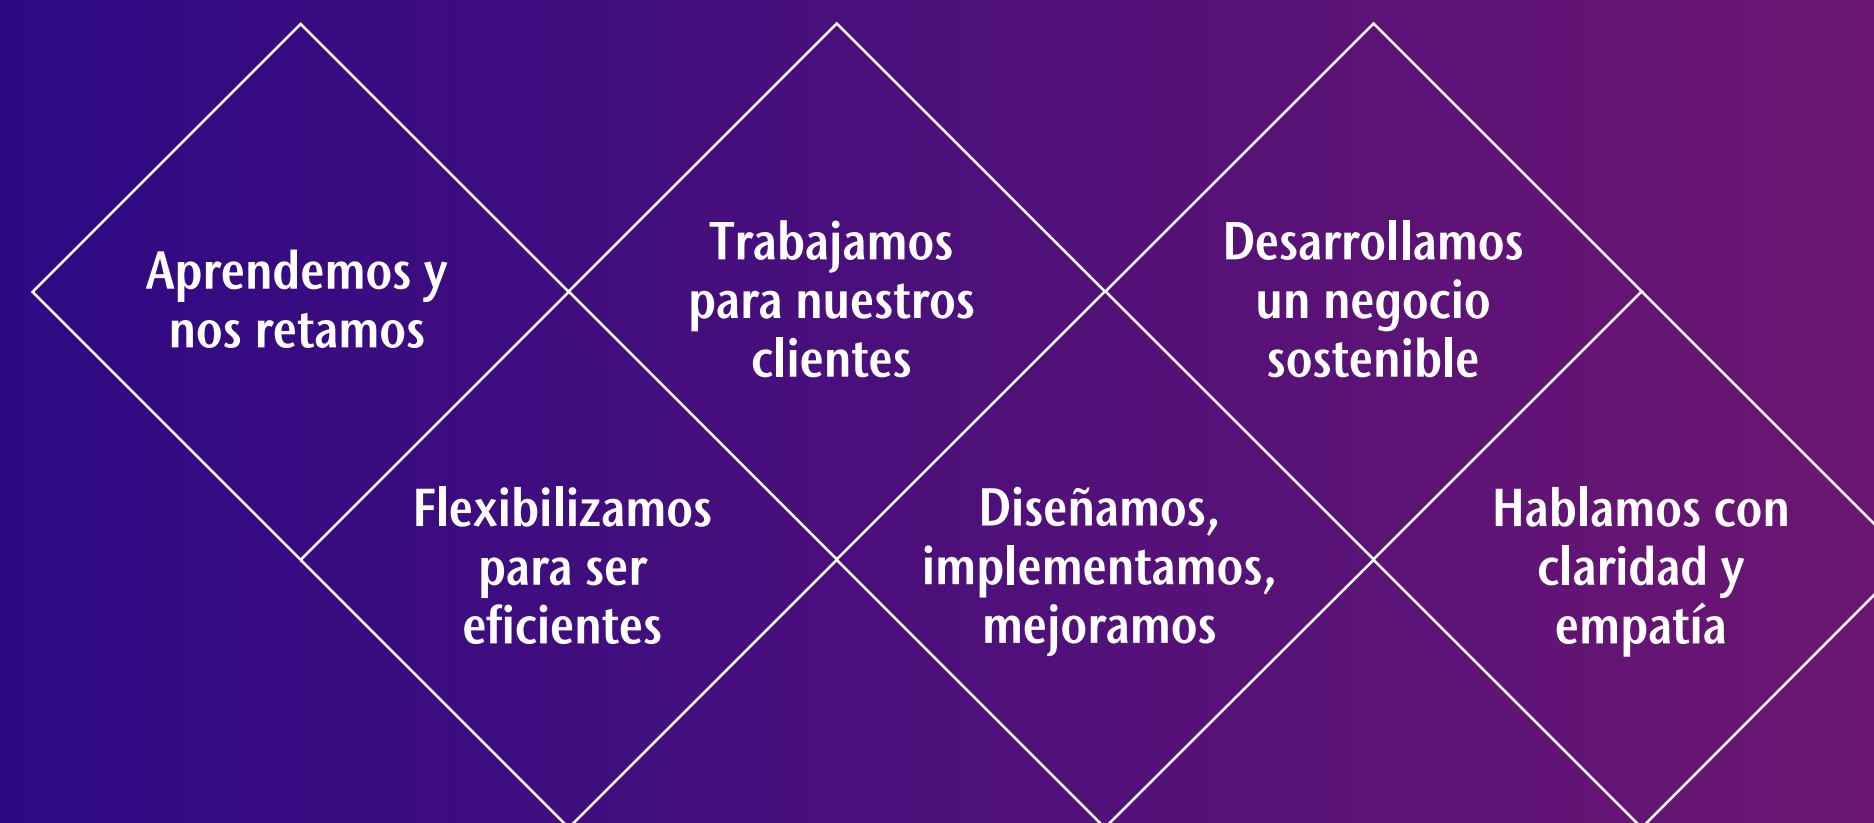 Aprendemos y
nos retamos
Trabajamos
para nuestros
clientes
Desarrollamos
un negocio
sostenible
Flexibilizamos
para ser
eficientes
Diseñamos,
implementamos,
mejoramos
Hablamos con
claridad y
empatía